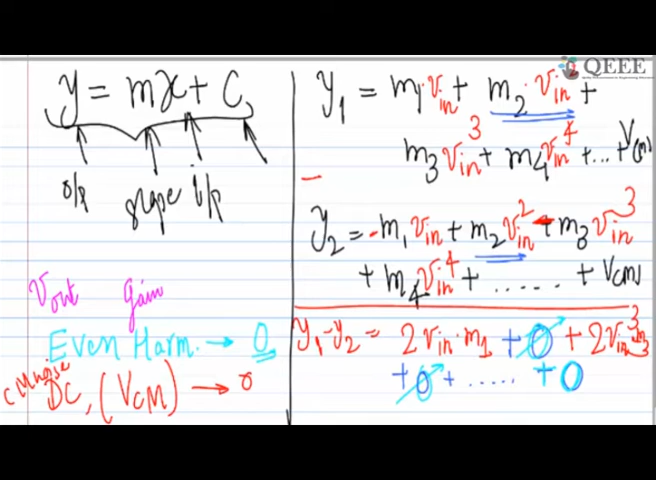 QEEE
y = mx + C
o/p slope i/p
Vout Gain
Even Harm. → 0
CM noise
DC, (VCM) → 0
y₁ = m₁ vin + m₂ · vin² +
m₃ vin³ + m₄ vin⁴ + ... + VCM
−
y₂ = -m₁ vin + m₂ vin² - + m₃ vin³
+ m₄ vin⁴ + ...... + VCM
y₁-y₂ = 2 vin · m₁ + 0 + 2 vin³ m₃
+ 0 + ...... + 0